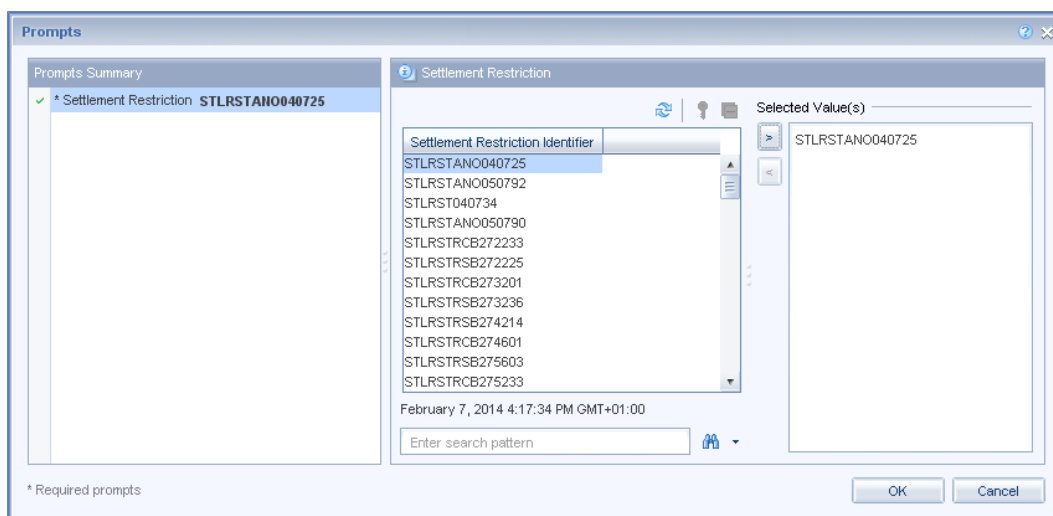 Prompts
Prompts Summary
* Settlement Restriction STLRSTANO040725
Settlement Restriction
Settlement Restriction Identifier
STLRSTANO040725
STLRSTANO050792
STLRST040734
STLRSTANO050790
STLRSTRCB272233
STLRSTRSB272225
STLRSTRCB273201
STLRSTRSB273236
STLRSTRSB274214
STLRSTRCB274601
STLRSTRSB275603
STLRSTRCB275233
February 7, 2014 4:17:34 PM GMT+01:00
Enter search pattern
Selected Value(s)
>
<
STLRSTANO040725
* Required prompts
OK
Cancel